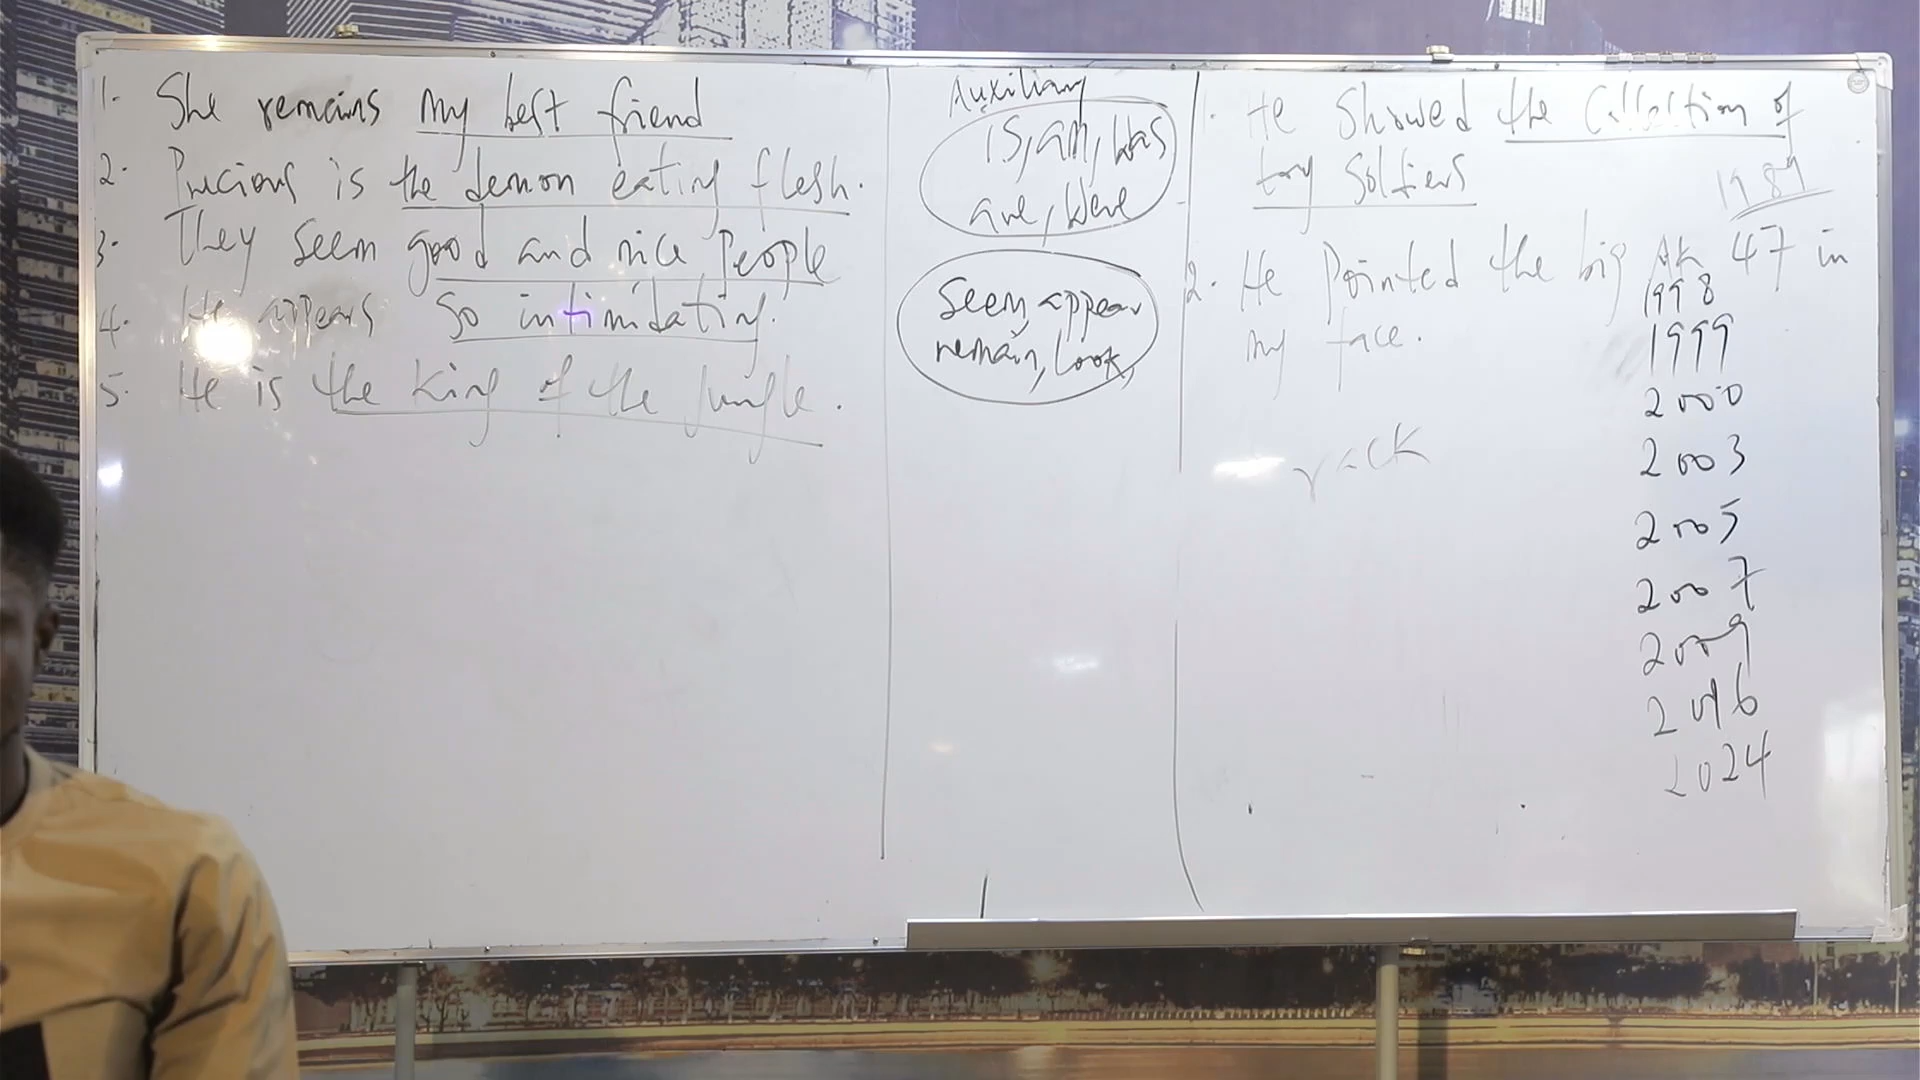 1. She remains my best friend
2. Precious is the demon eating flesh.
3. They seem good and nice people
4. He appears so intimidating.
5. He is the King of the Jungle.
Auxiliary
is, am, was
are, were
Seem, appear
remain, look,
1. He Showed the Collection of
toy Soldiers
1989
2. He Pointed the big Ak 47 in
my face.
1998
1999
2000
2003
2005
2007
2009
2016
2024